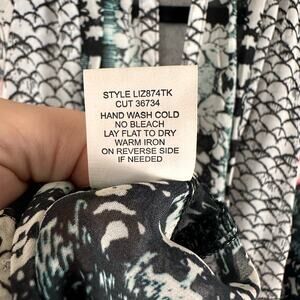 STYLE LIZ874TK
CUT 36734
HAND WASH COLD
NO BLEACH
LAY FLAT TO DRY
WARM IRON
ON REVERSE SIDE
IF NEEDED